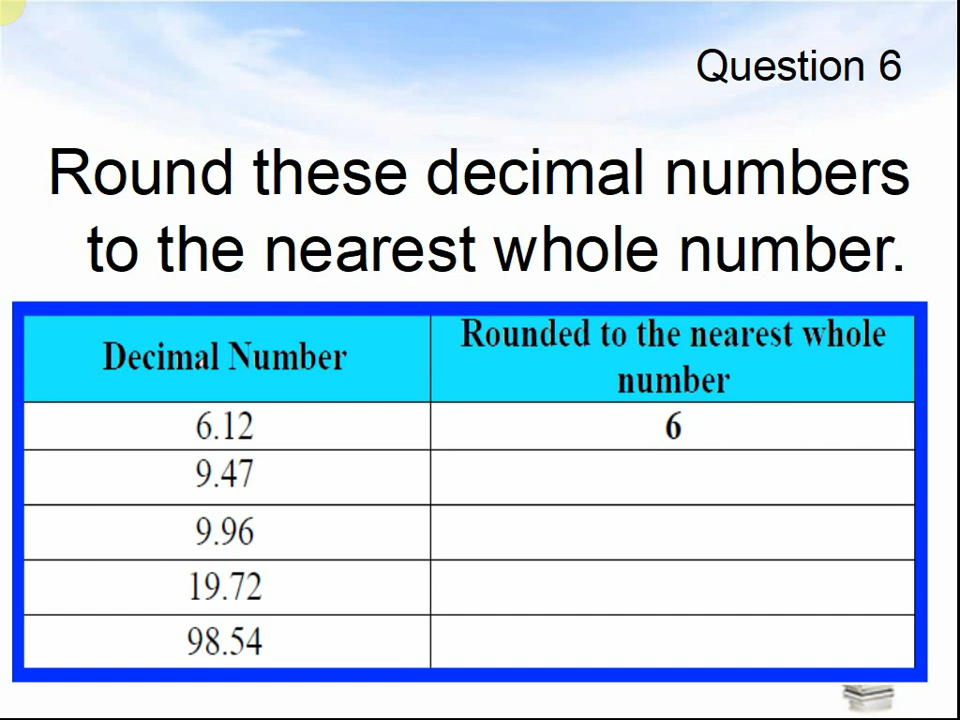 Question 6
Round these decimal numbers
to the nearest whole number.
Decimal Number
Rounded to the nearest whole
number
6.12
6
9.47
9.96
19.72
98.54